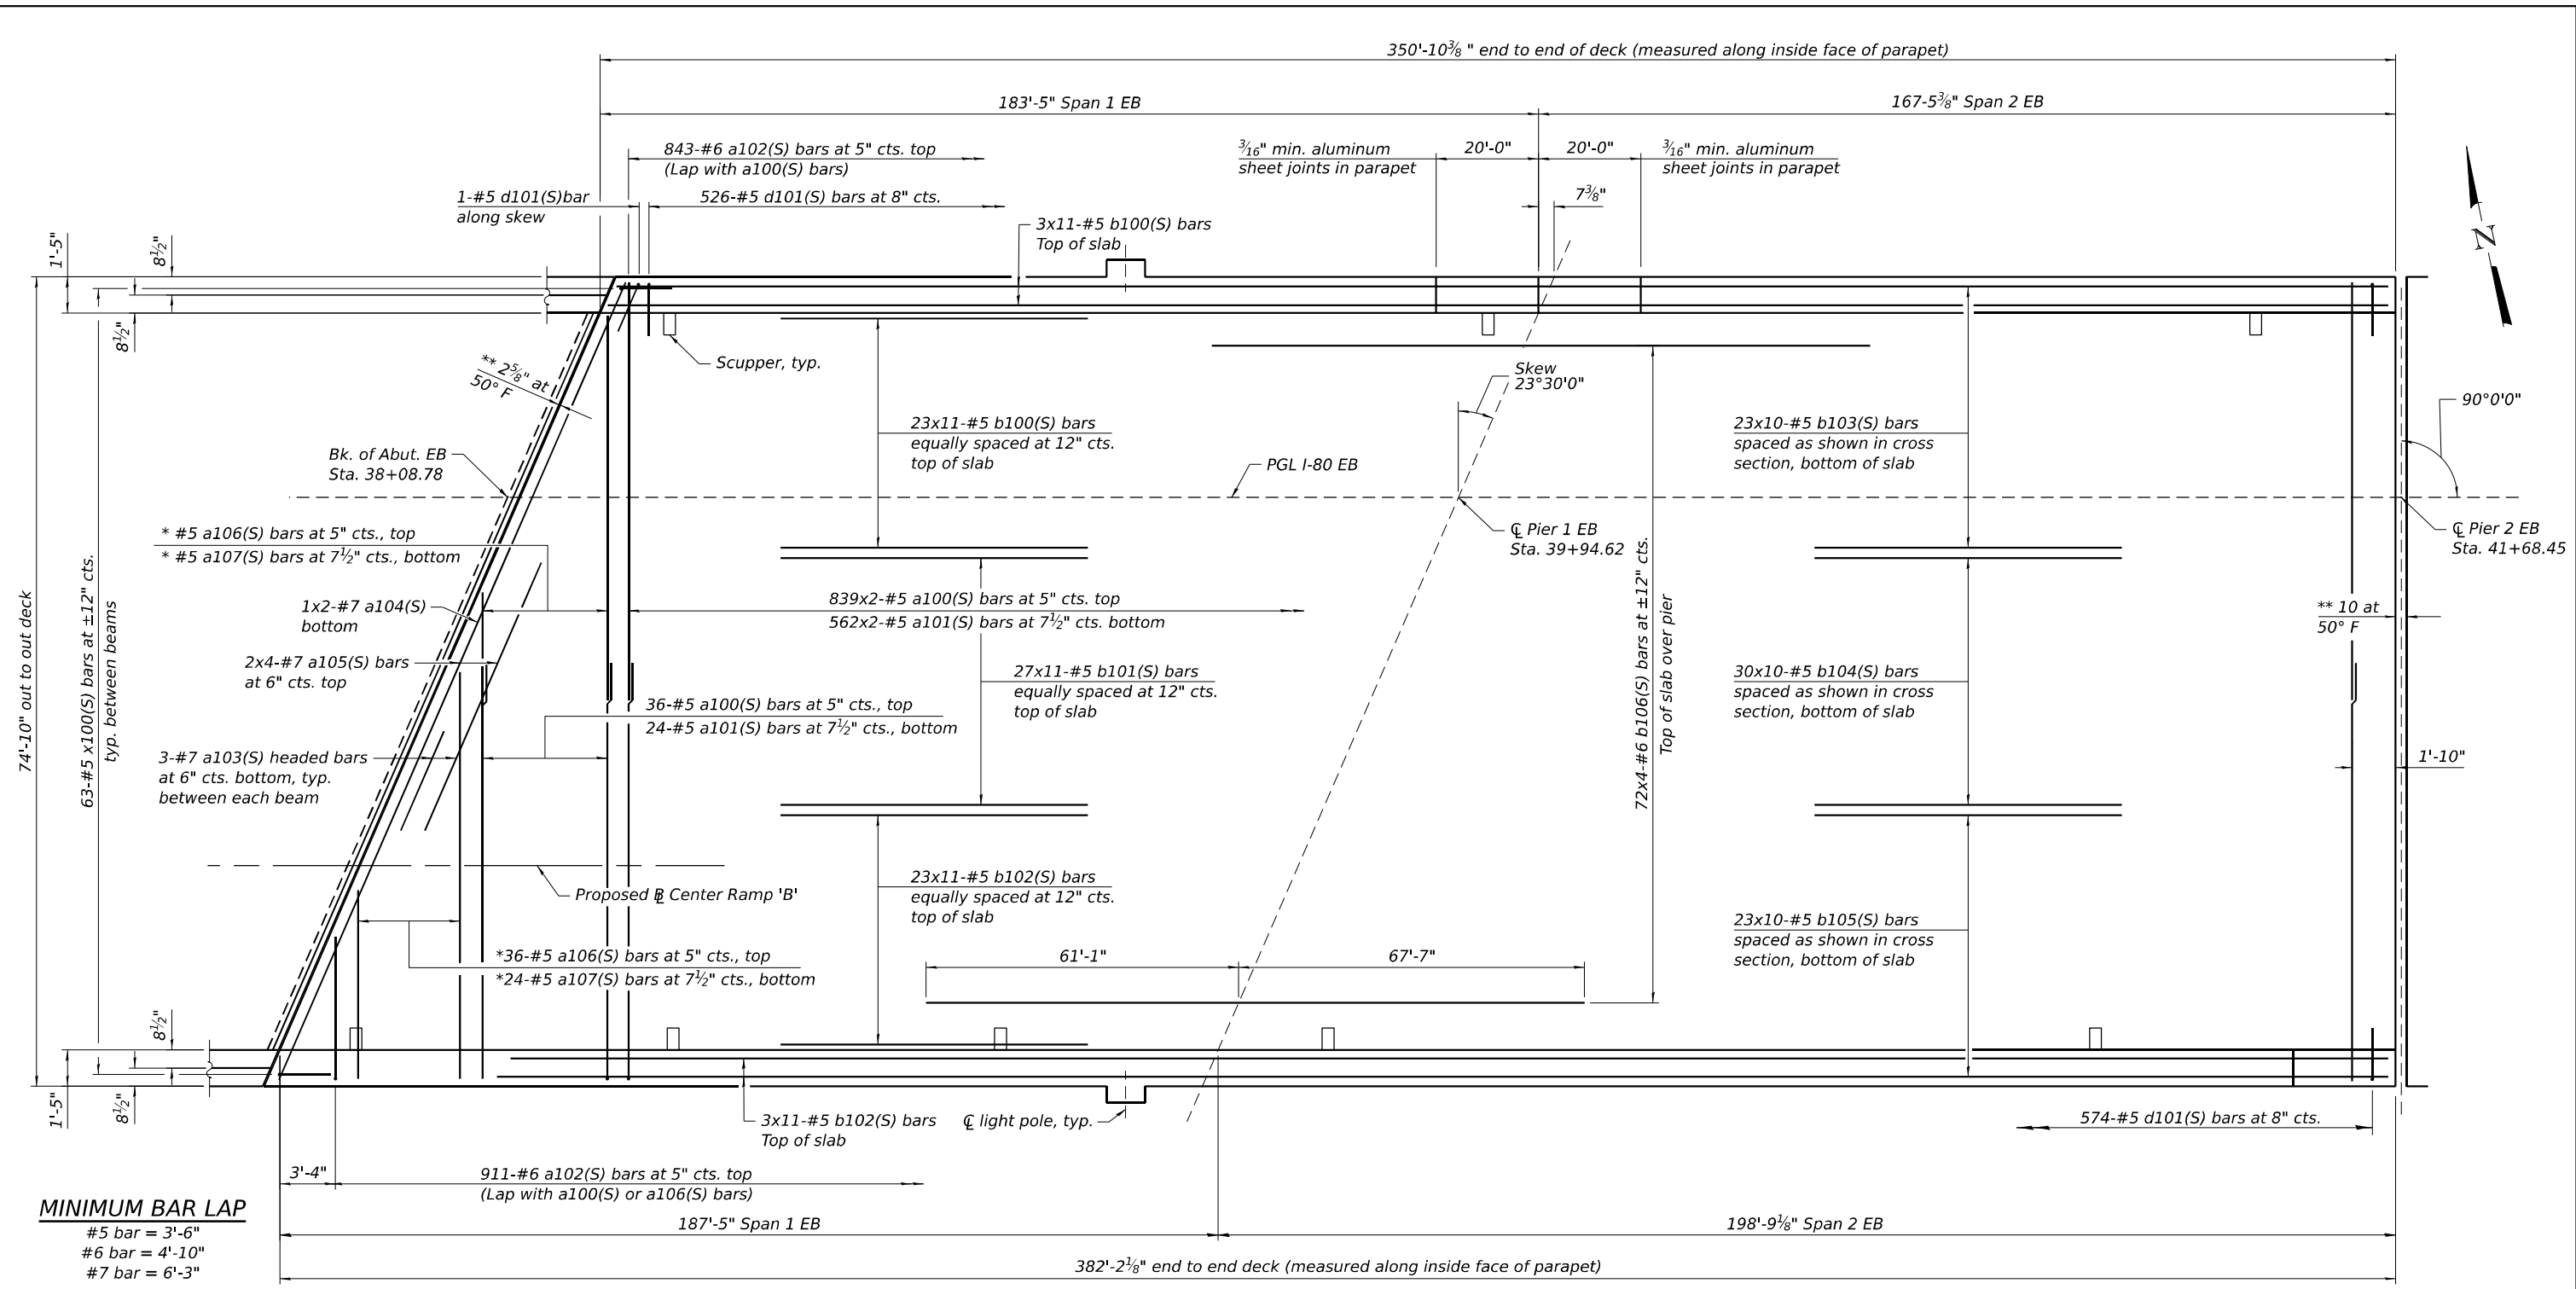 350'-10⅜ " end to end of deck (measured along inside face of parapet)
183'-5" Span 1 EB
167-5⅜" Span 2 EB
843-#6 a102(S) bars at 5" cts. top
(Lap with a100(S) bars)
3/16" min. aluminum
sheet joints in parapet
20'-0"
20'-0"
3/16" min. aluminum
sheet joints in parapet
1-#5 d101(S)bar
along skew
526-#5 d101(S) bars at 8" cts.
7⅜"
3x11-#5 b100(S) bars
Top of slab
1'-5"
8½"
8½"
N
Scupper, typ.
** 2⅝" at
50° F
Skew
23°30'0"
90°0'0"
23x11-#5 b100(S) bars
equally spaced at 12" cts.
top of slab
23x10-#5 b103(S) bars
spaced as shown in cross
section, bottom of slab
Bk. of Abut. EB
Sta. 38+08.78
PGL I-80 EB
℄ Pier 1 EB
Sta. 39+94.62
℄ Pier 2 EB
Sta. 41+68.45
* #5 a106(S) bars at 5" cts., top
* #5 a107(S) bars at 7½" cts., bottom
74'-10" out to out deck
63-#5 x100(S) bars at ±12" cts.
typ. between beams
1x2-#7 a104(S)
bottom
839x2-#5 a100(S) bars at 5" cts. top
562x2-#5 a101(S) bars at 7½" cts. bottom
72x4-#6 b106(S) bars at ±12" cts.
Top of slab over pier
** 10 at
50° F
2x4-#7 a105(S) bars
at 6" cts. top
27x11-#5 b101(S) bars
equally spaced at 12" cts.
top of slab
30x10-#5 b104(S) bars
spaced as shown in cross
section, bottom of slab
36-#5 a100(S) bars at 5" cts., top
24-#5 a101(S) bars at 7½" cts., bottom
3-#7 a103(S) headed bars
at 6" cts. bottom, typ.
between each beam
1'-10"
Proposed ℄ Center Ramp 'B'
23x11-#5 b102(S) bars
equally spaced at 12" cts.
top of slab
23x10-#5 b105(S) bars
spaced as shown in cross
section, bottom of slab
*36-#5 a106(S) bars at 5" cts., top
*24-#5 a107(S) bars at 7½" cts., bottom
61'-1"
67'-7"
8½"
1'-5"
8½"
3x11-#5 b102(S) bars
Top of slab
℄ light pole, typ.
574-#5 d101(S) bars at 8" cts.
3'-4"
911-#6 a102(S) bars at 5" cts. top
(Lap with a100(S) or a106(S) bars)
MINIMUM BAR LAP
#5 bar = 3'-6"
#6 bar = 4'-10"
#7 bar = 6'-3"
187'-5" Span 1 EB
198'-9⅛" Span 2 EB
382'-2⅛" end to end deck (measured along inside face of parapet)